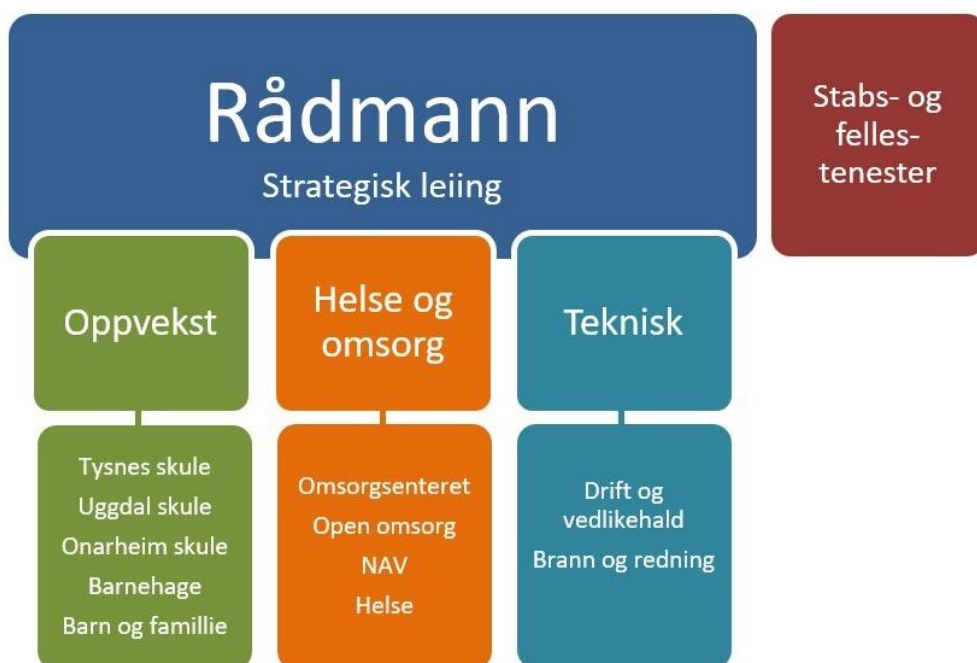 Rådmann
Strategisk leiing
Stabs- og
felles-
tenester
Oppvekst
Helse og
omsorg
Teknisk
Tysnes skule
Uggdal skule
Onarheim skule
Barnehage
Barn og famillie
Omsorgsenteret
Open omsorg
NAV
Helse
Drift og
vedlikehald
Brann og redning